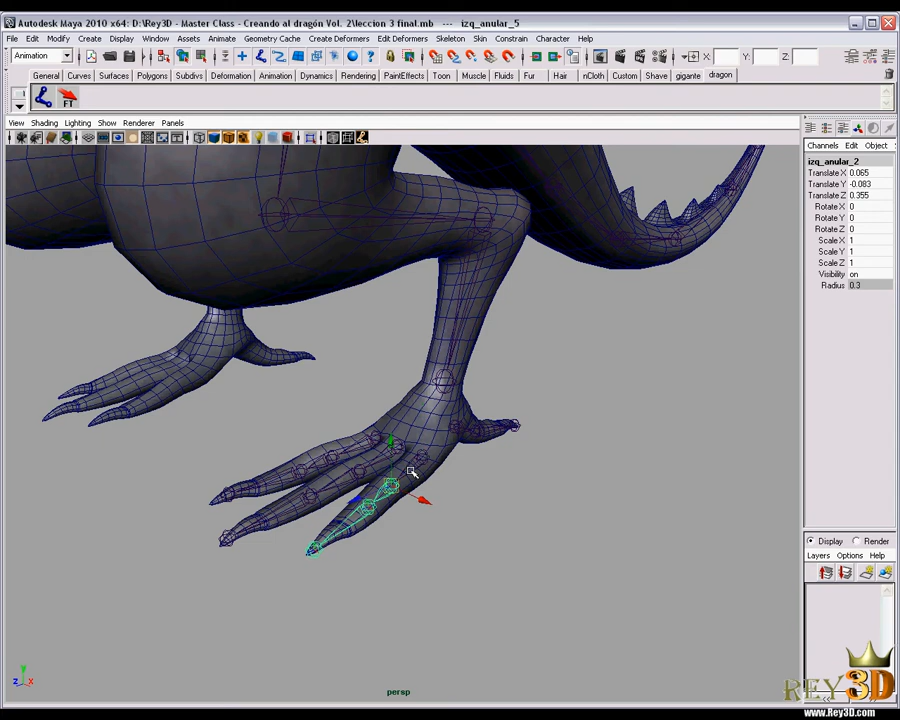 Autodesk Maya 2010 x64: D:\Rey3D - Master Class - Creando al dragón Vol. 2\leccion 3 final.mb --- izq_anular_5
File Edit Modify Create Display Window Assets Animate Geometry Cache Create Deformers Edit Deformers Skeleton Skin Constrain Character Help
Animation X: Y: Z:
General Curves Surfaces Polygons Subdivs Deformation Animation Dynamics Rendering PaintEffects Toon Muscle Fluids Fur Hair nCloth Custom Shave gigante dragon
FT
View Shading Lighting Show Renderer Panels
Channels Edit Object
izq_anular_2
Translate X 0.065
Translate Y -0.083
Translate Z 0.355
Rotate X 0
Rotate Y 0
Rotate Z 0
Scale X 1
Scale Y 1
Scale Z 1
Visibility on
Radius 0.3
Display Render
Layers Options Help
y
z x
persp
REY3D
www.Rey3D.com